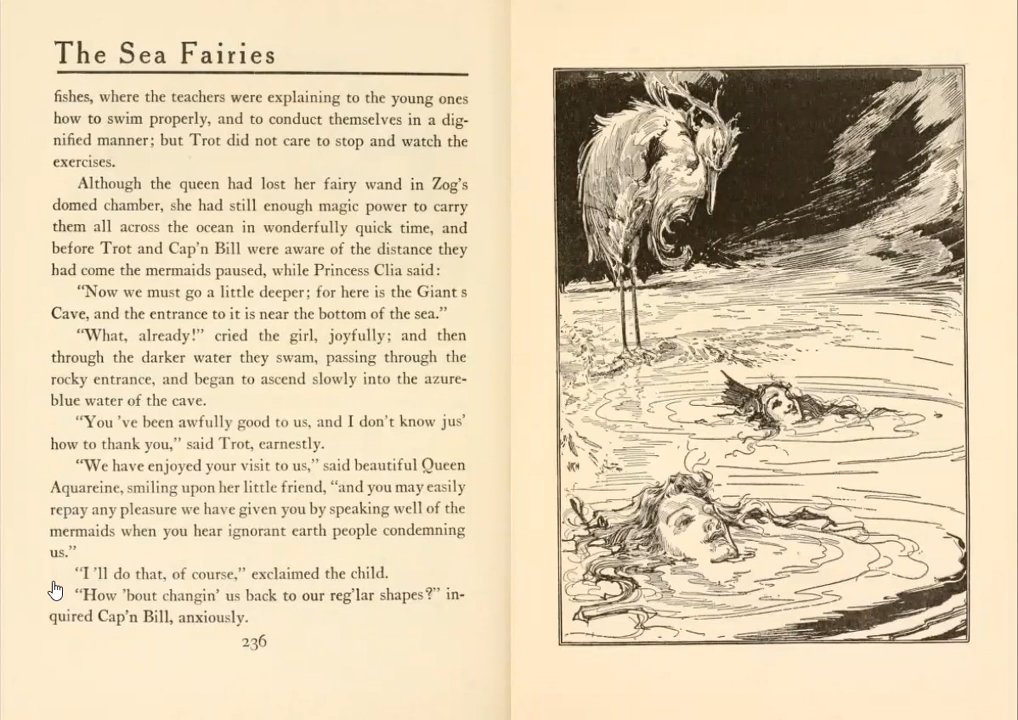 The Sea Fairies
fishes, where the teachers were explaining to the young ones
how to swim properly, and to conduct themselves in a dig-
nified manner; but Trot did not care to stop and watch the
exercises.
Although the queen had lost her fairy wand in Zog's
domed chamber, she had still enough magic power to carry
them all across the ocean in wonderfully quick time, and
before Trot and Cap'n Bill were aware of the distance they
had come the mermaids paused, while Princess Clia said:
"Now we must go a little deeper; for here is the Giant s
Cave, and the entrance to it is near the bottom of the sea."
"What, already!" cried the girl, joyfully; and then
through the darker water they swam, passing through the
rocky entrance, and began to ascend slowly into the azure-
blue water of the cave.
"You 've been awfully good to us, and I don't know jus'
how to thank you," said Trot, earnestly.
"We have enjoyed your visit to us," said beautiful Queen
Aquareine, smiling upon her little friend, "and you may easily
repay any pleasure we have given you by speaking well of the
mermaids when you hear ignorant earth people condemning
us."
"I 'll do that, of course," exclaimed the child.
"How 'bout changin' us back to our reg'lar shapes?" in-
quired Cap'n Bill, anxiously.
236